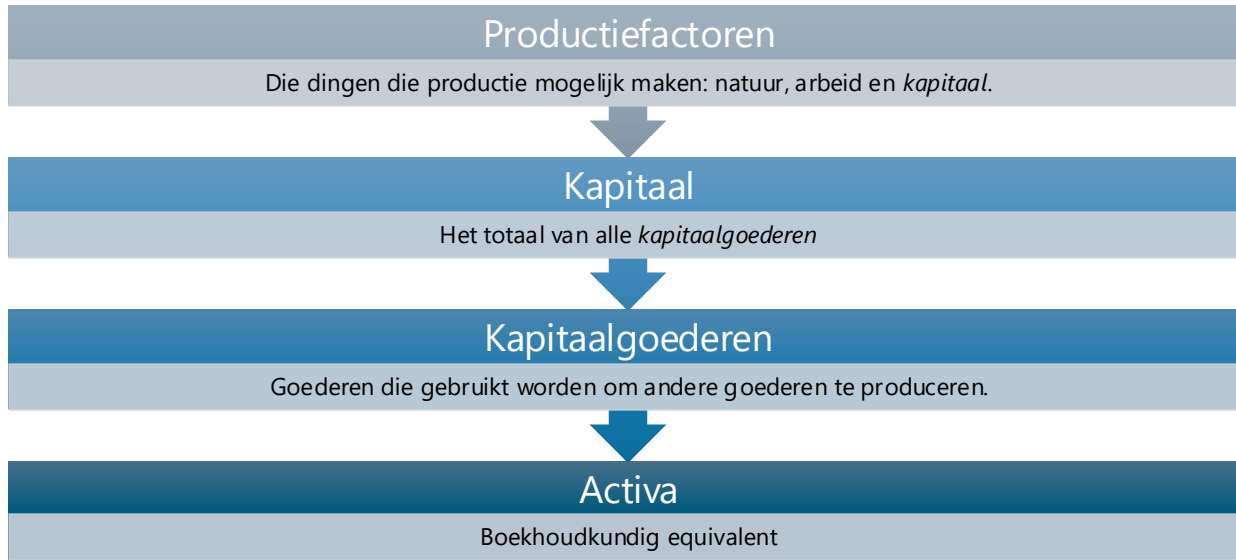 Productiefactoren
Die dingen die productie mogelijk maken: natuur, arbeid en kapitaal.
Kapitaal
Het totaal van alle kapitaalgoederen
Kapitaalgoederen
Goederen die gebruikt worden om andere goederen te produceren.
Activa
Boekhoudkundig equivalent